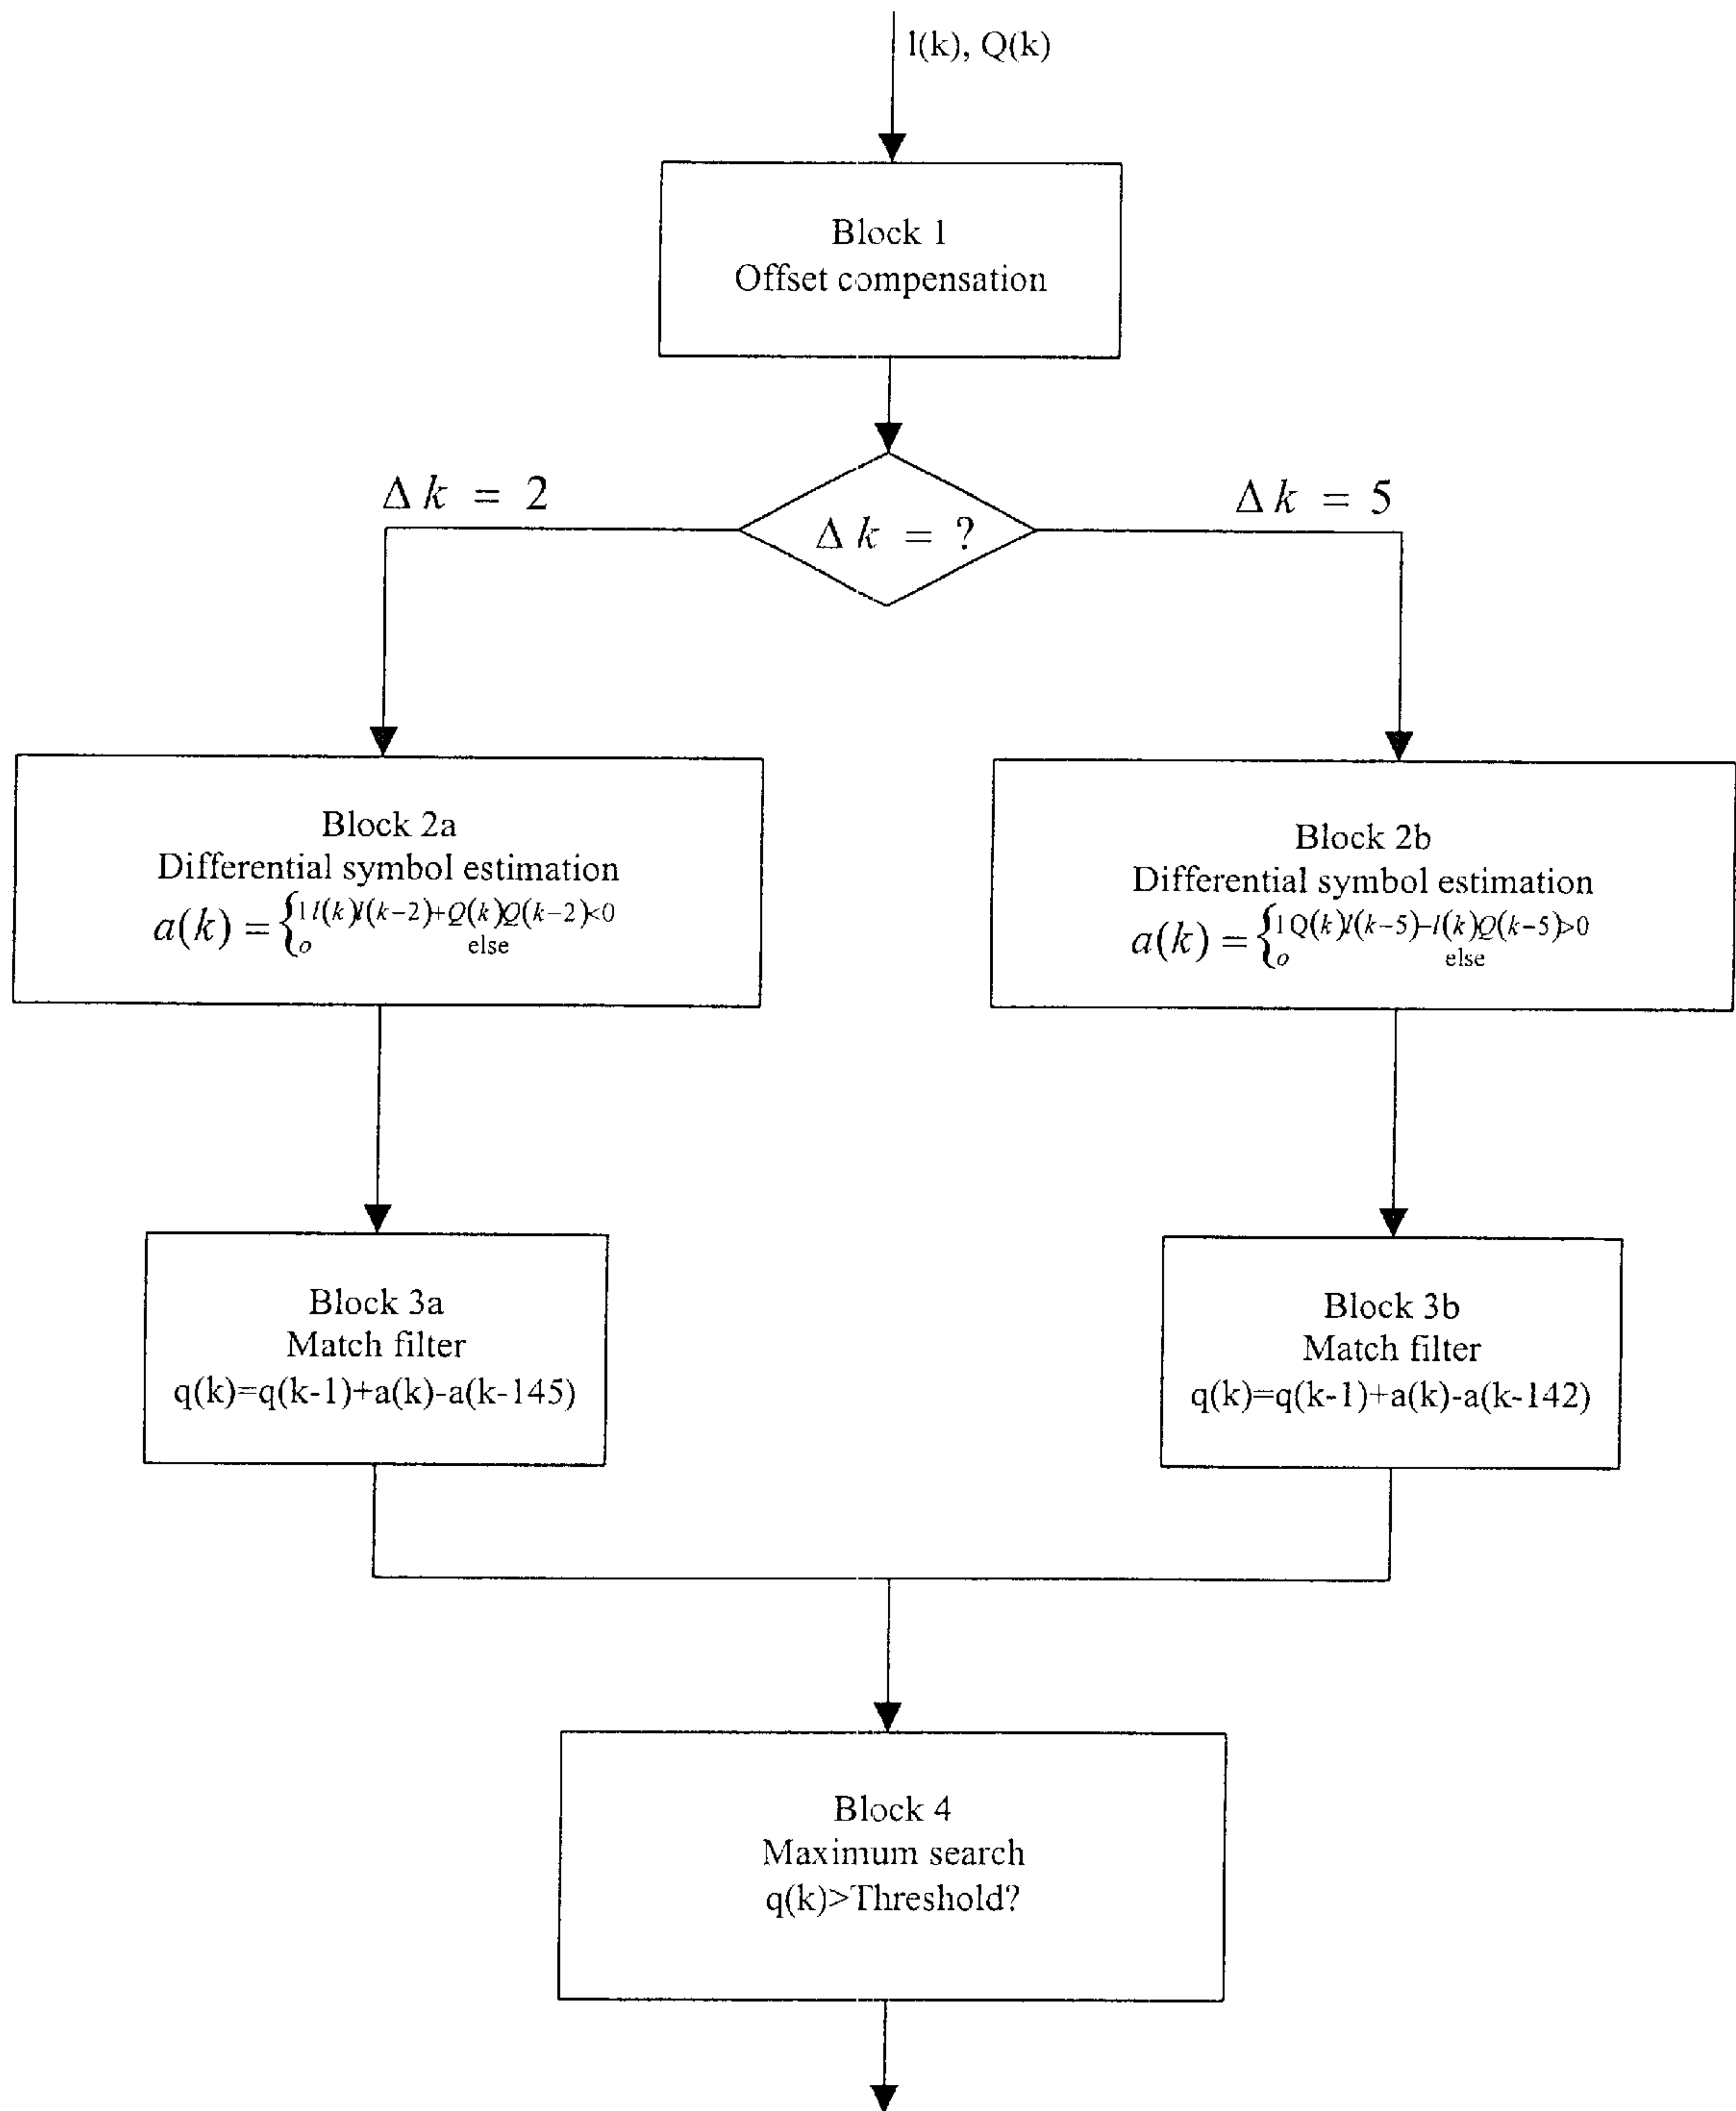 I(k), Q(k)
Block 1
Offset compensation
Δk = 2
Δk = ?
Δk = 5
Block 2a
Differential symbol estimation
a(k) = {1 I(k)I(k-2)+Q(k)Q(k-2)<0
o else
Block 2b
Differential symbol estimation
a(k) = {1 Q(k)I(k-5)-I(k)Q(k-5)>0
o else
Block 3a
Match filter
q(k)=q(k-1)+a(k)-a(k-145)
Block 3b
Match filter
q(k)=q(k-1)+a(k)-a(k-142)
Block 4
Maximum search
q(k)>Threshold?